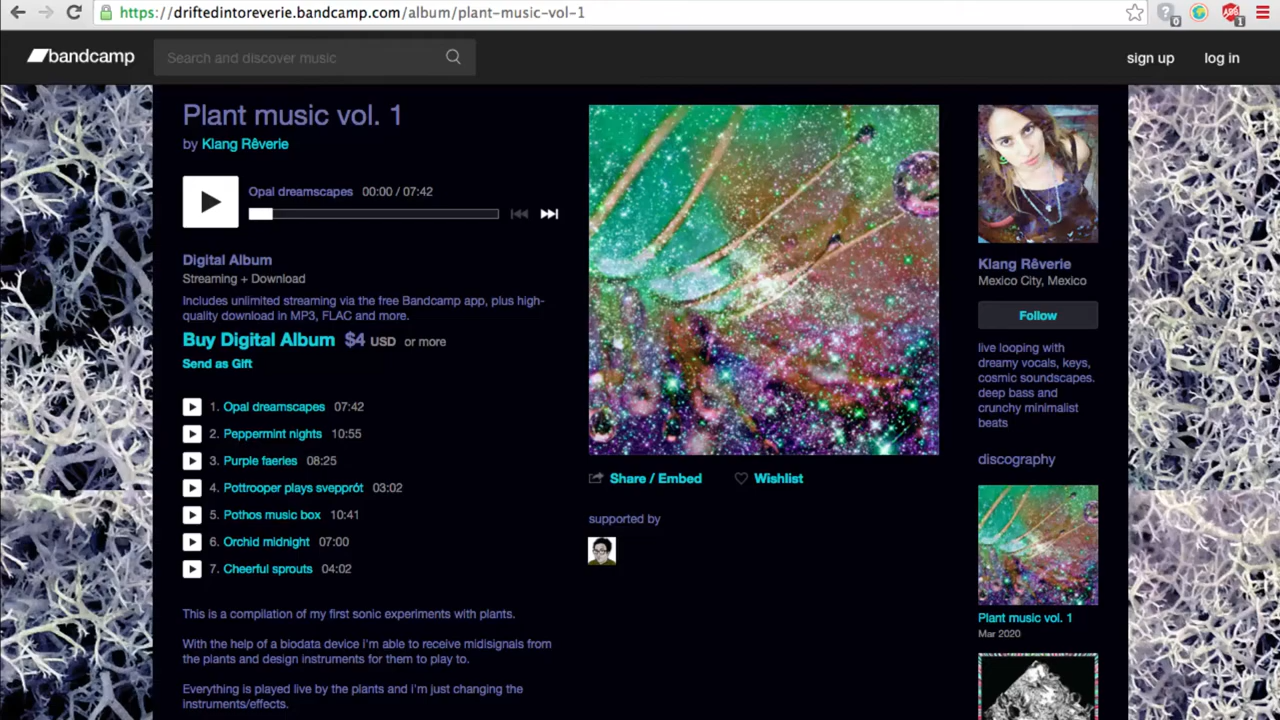 https://driftedintoreverie.bandcamp.com/album/plant-music-vol-1
0
1
bandcamp
Search and discover music
sign up
log in
Plant music vol. 1
by Klang Rêverie
Opal dreamscapes 00:00 / 07:42
Digital Album
Streaming + Download
Includes unlimited streaming via the free Bandcamp app, plus high-
quality download in MP3, FLAC and more.
Buy Digital Album $4 USD or more
Send as Gift
1. Opal dreamscapes 07:42
2. Peppermint nights 10:55
3. Purple faeries 08:25
4. Pottrooper plays sveppròt 03:02
5. Pothos music box 10:41
6. Orchid midnight 07:00
7. Cheerful sprouts 04:02
This is a compilation of my first sonic experiments with plants.
With the help of a biodata device i'm able to receive midisignals from
the plants and design instruments for them to play to.
Everything is played live by the plants and i'm just changing the
instruments/effects.
Share / Embed
Wishlist
supported by
Klang Rêverie
Mexico City, Mexico
Follow
live looping with
dreamy vocals, keys,
cosmic soundscapes.
deep bass and
crunchy minimalist
beats
discography
Plant music vol. 1
Mar 2020